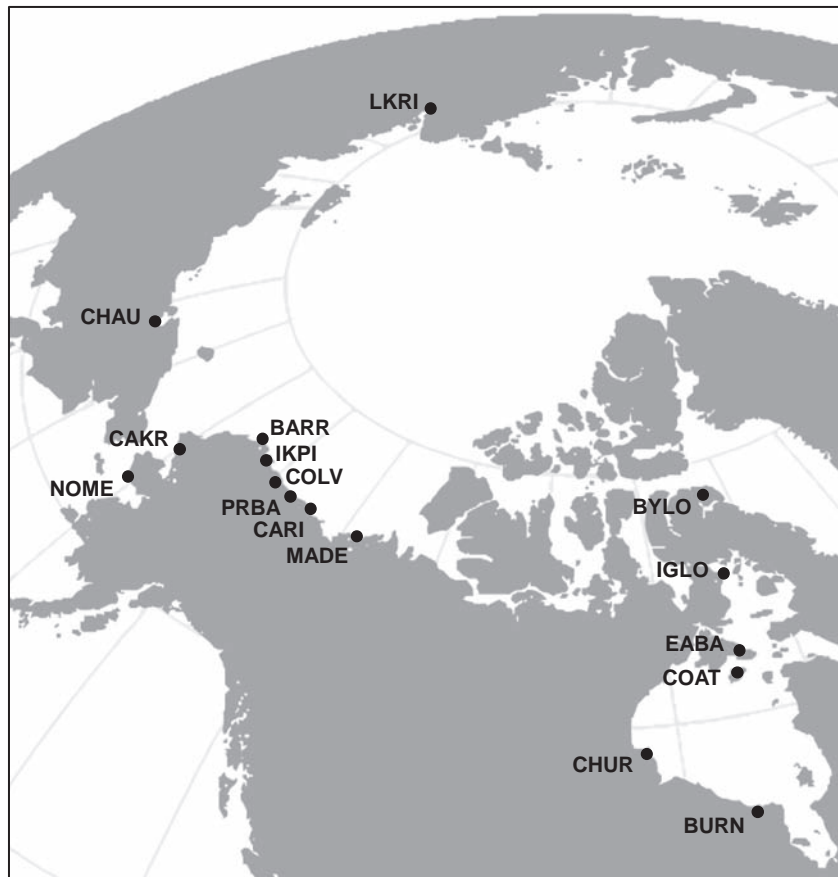 LKRI
CHAU
BARR
CAKR
IKPI
COLV
NOME
PRBA
BYLO
CARI
MADE
IGLO
EABA
COAT
CHUR
BURN